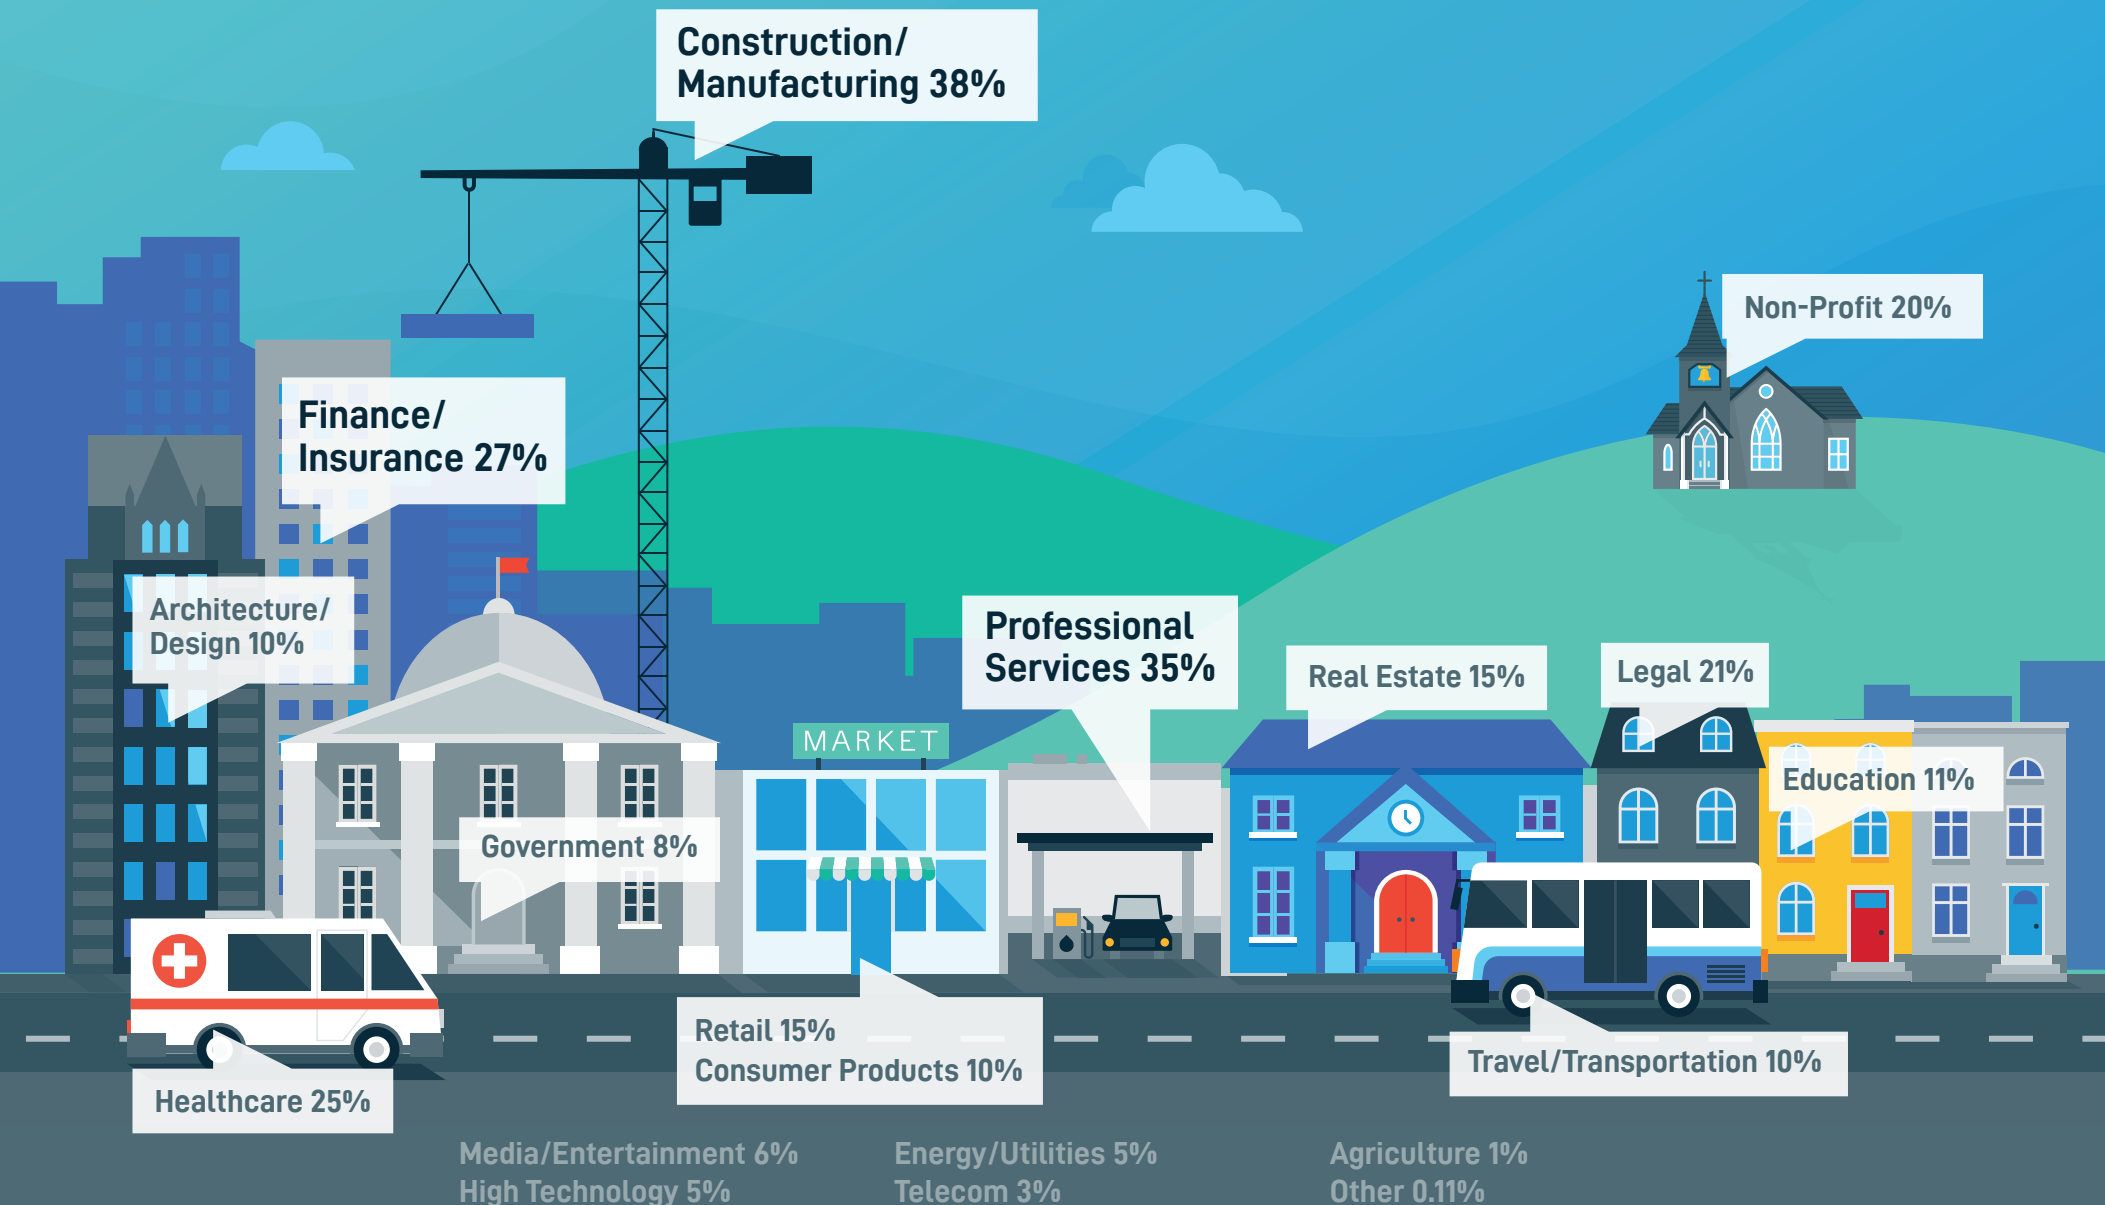 Construction/
Manufacturing 38%
Non-Profit 20%
Finance/
Insurance 27%
Architecture/
Design 10%
Professional
Services 35%
Real Estate 15%
Legal 21%
MARKET
Education 11%
Government 8%
Retail 15%
Consumer Products 10%
Travel/Transportation 10%
Healthcare 25%
Media/Entertainment 6%
High Technology 5%
Energy/Utilities 5%
Telecom 3%
Agriculture 1%
Other 0.11%